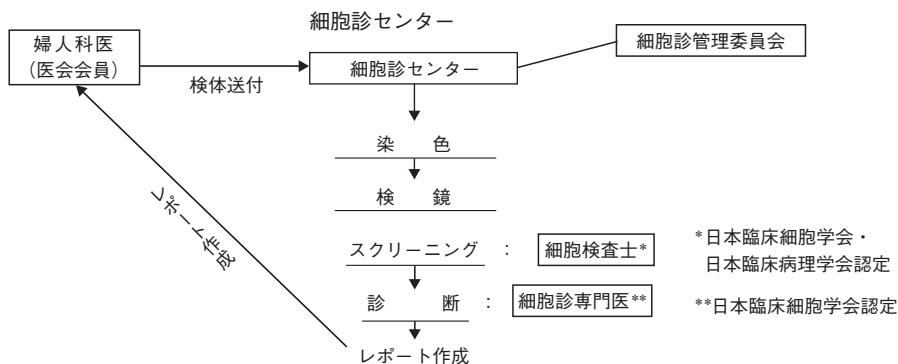 細胞診センター
婦人科医
（医会会員）
検体送付
細胞診センター
細胞診管理委員会
染 色
検 鏡
レポート作成
スクリーニング ： 細胞検査士*
*日本臨床細胞学会・
日本臨床病理学会認定
診 断 ： 細胞診専門医**
**日本臨床細胞学会認定
レポート作成